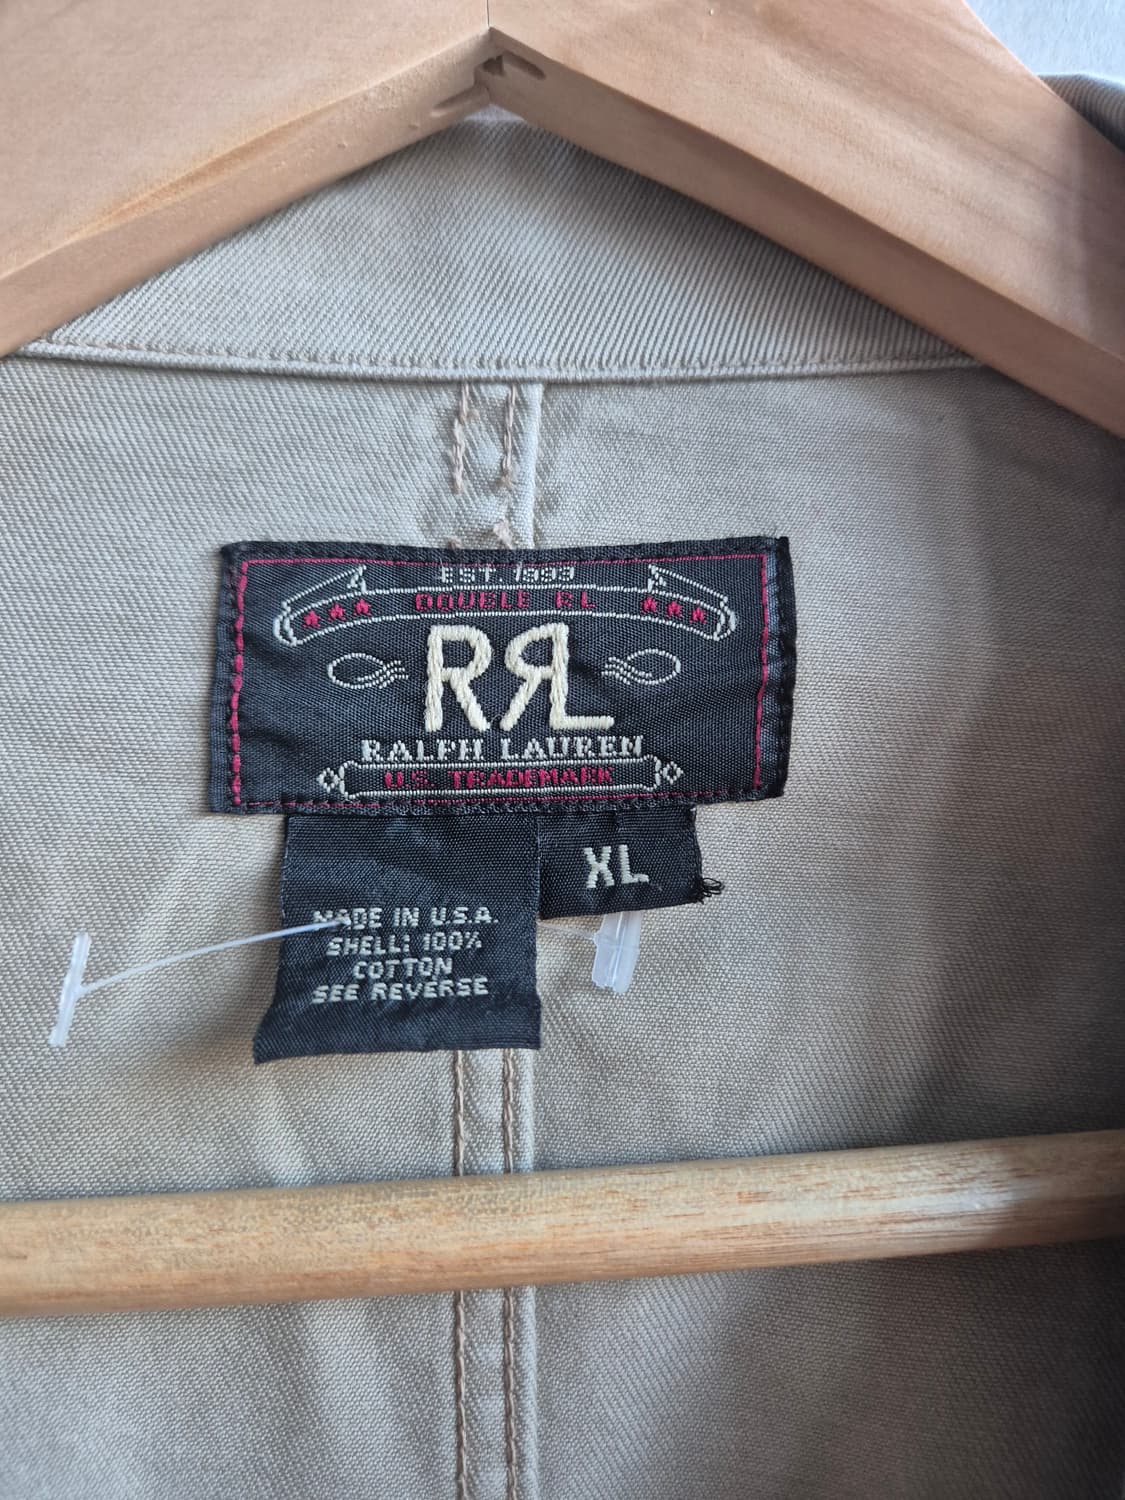 EST. 1993
DOUBLE RL
RRL
RALPH LAUREN
U.S. TRADEMARK
XL
MADE IN U.S.A.
SHELL: 100%
COTTON
SEE REVERSE